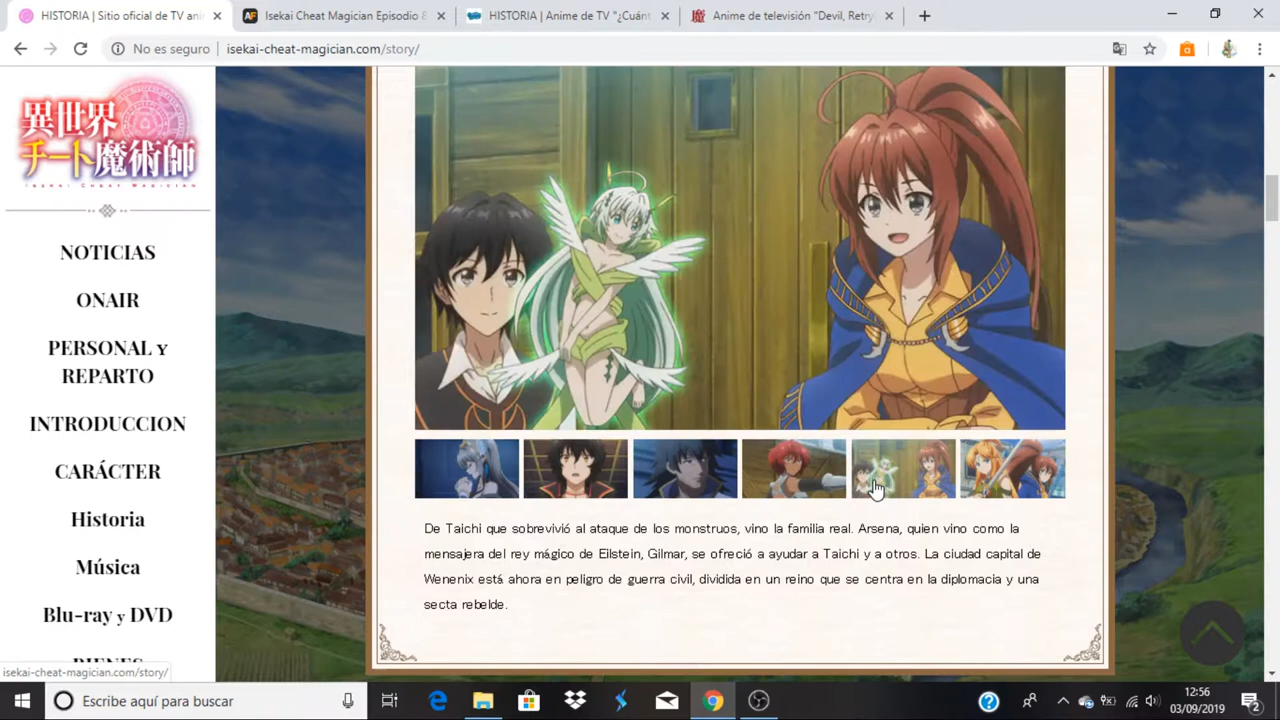 HISTORIA | Sitio oficial de TV ani
Isekai Cheat Magician Episodio 8
HISTORIA | Anime de TV "¿Cuánt
Anime de televisión "Devil, Retry
No es seguro
isekai-cheat-magician.com/story/
異世界
チート魔術師
ISEKAI CHEAT MAGICIAN
NOTICIAS
ONAIR
PERSONAL Y
REPARTO
INTRODUCCION
CARÁCTER
Historia
Música
Blu-ray y DVD
BIENES
De Taichi que sobrevivió al ataque de los monstruos, vino la familia real. Arsena, quien vino como la
mensajera del rey mágico de Eilstein, Gilmar, se ofreció a ayudar a Taichi y a otros. La ciudad capital de
Wenenix está ahora en peligro de guerra civil, dividida en un reino que se centra en la diplomacia y una
secta rebelde.
isekai-cheat-magician.com/story/
Escribe aquí para buscar
12:56
03/09/2019
2